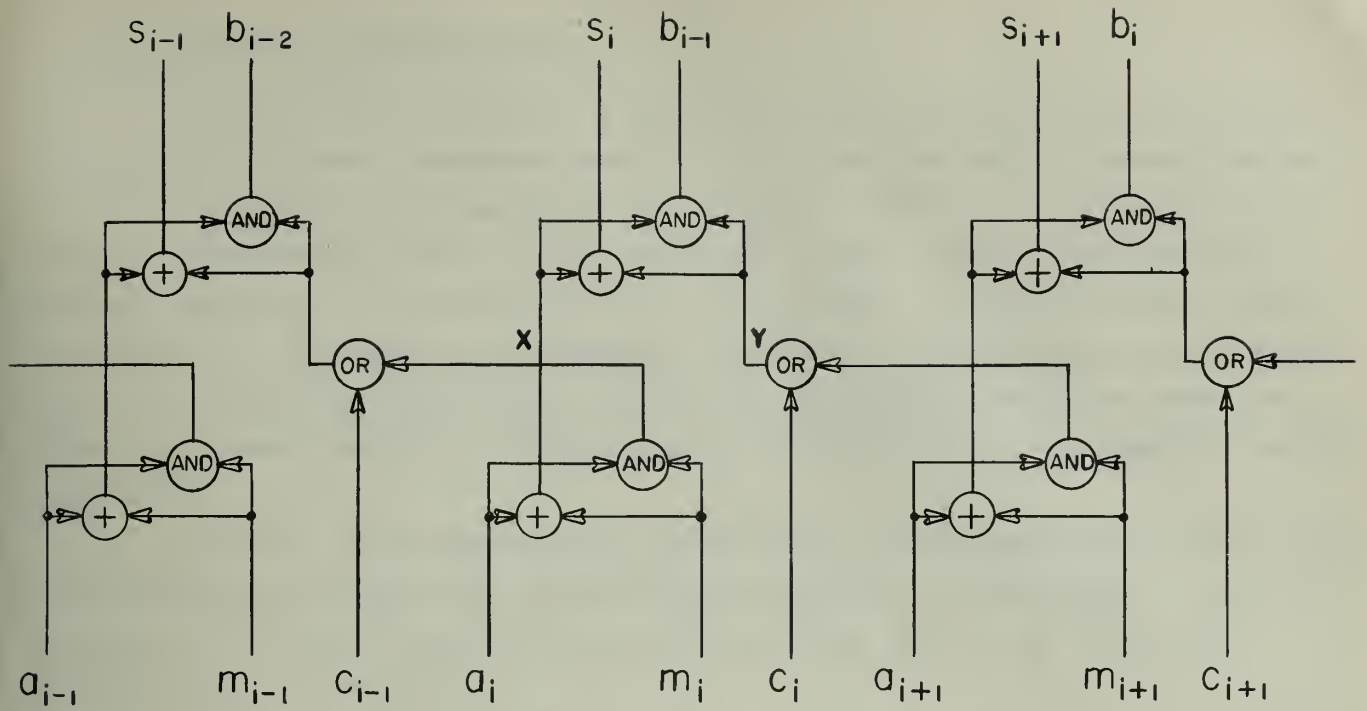 s_{i-1} b_{i-2} s_i b_{i-1} s_{i+1} b_i
AND AND AND
+ + +
X Y
OR OR OR
AND AND AND
+ + +
a_{i-1} m_{i-1} c_{i-1} a_i m_i c_i a_{i+1} m_{i+1} c_{i+1}